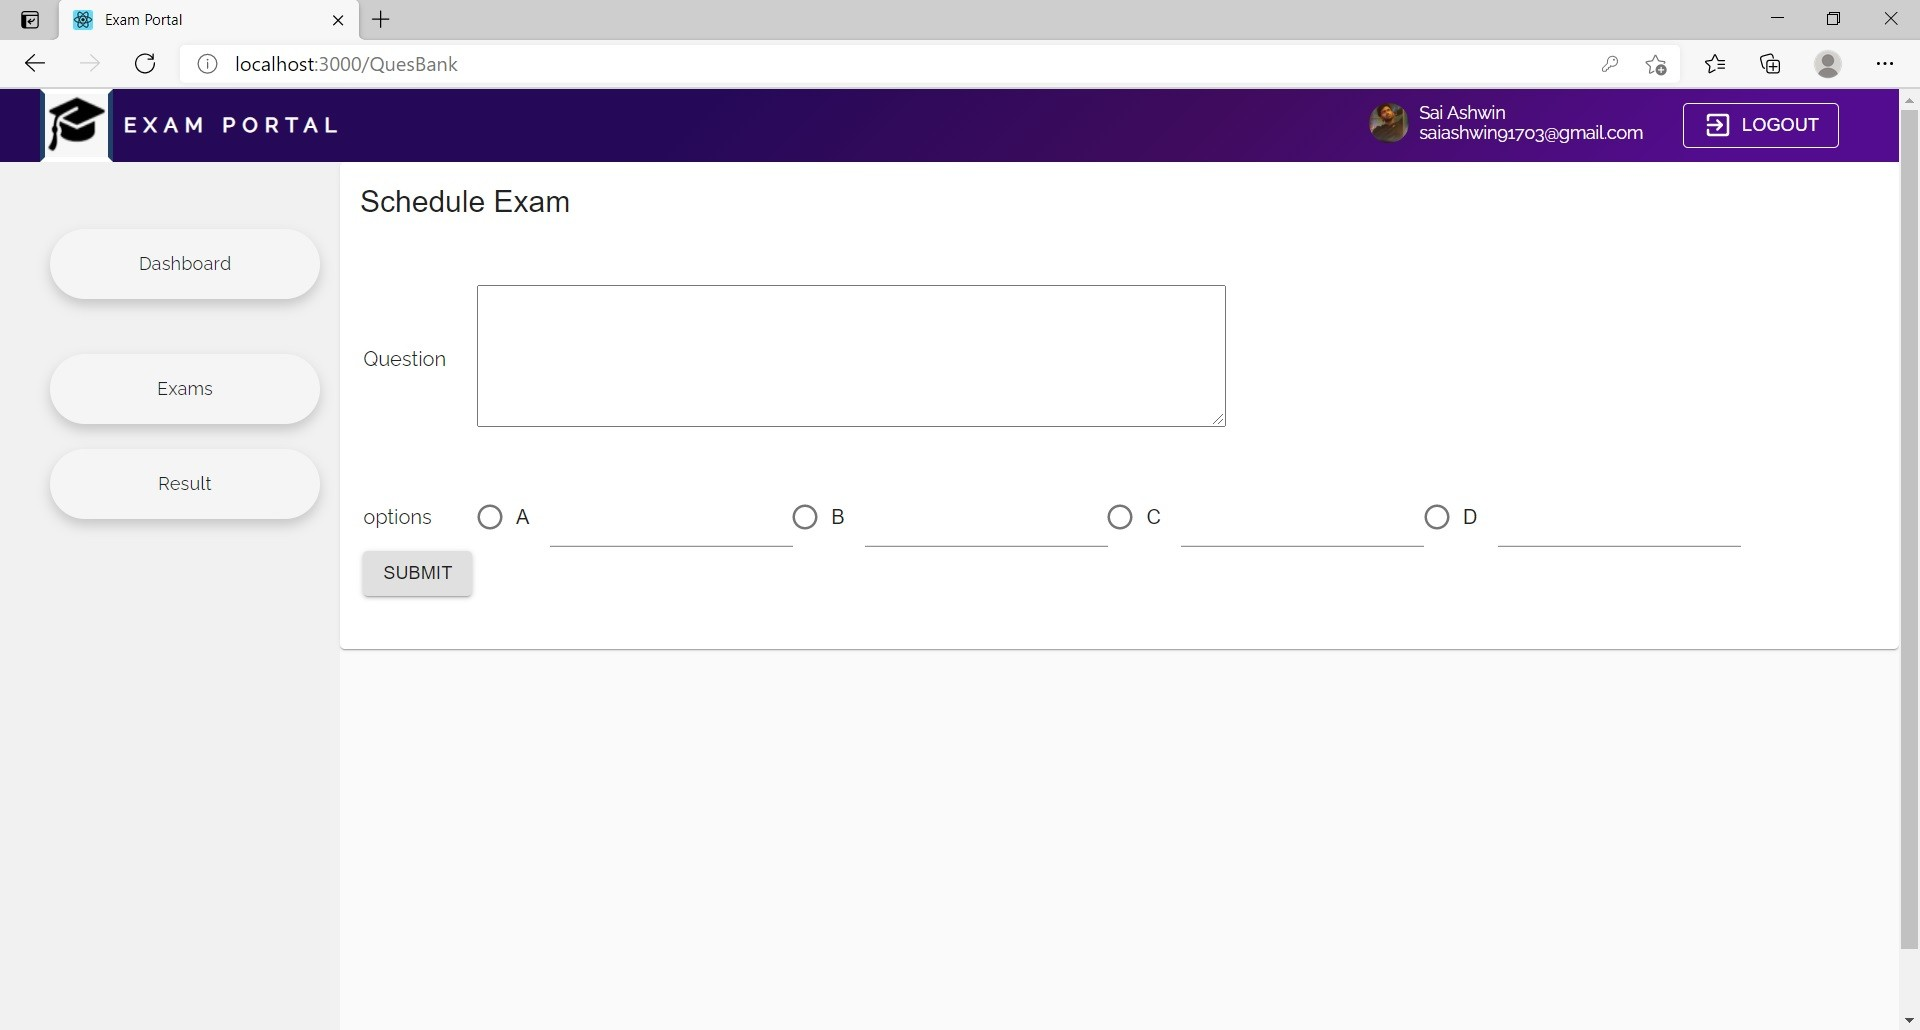 Exam Portal
localhost:3000/QuesBank
EXAM PORTAL
Sai Ashwin
saiashwin91703@gmail.com
LOGOUT
Dashboard
Exams
Result
Schedule Exam
Question
options A B C D
SUBMIT